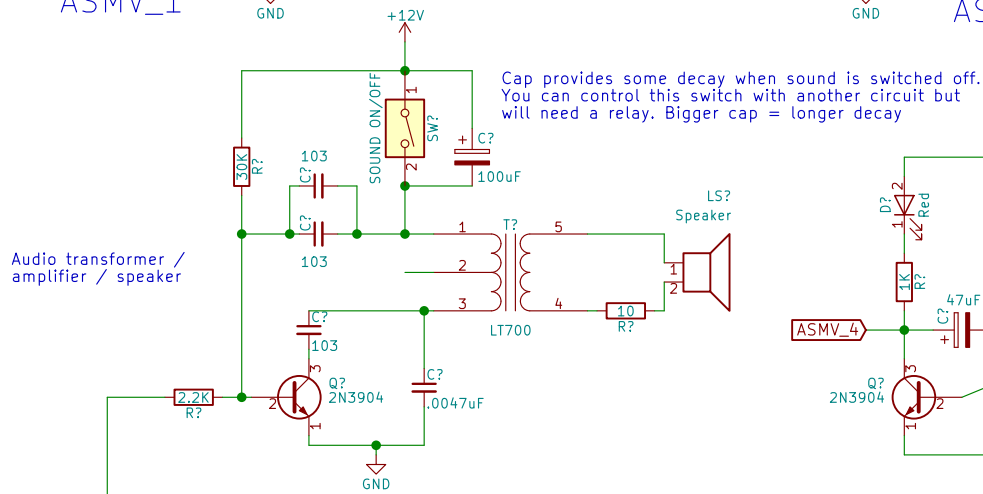 ASMV_1
GND
+12V
GND
AS
Cap provides some decay when sound is switched off.
You can control this switch with another circuit but
will need a relay. Bigger cap = longer decay
SOUND ON/OFF
1
SW?
2
+
C?
100uF
30K
R?
103
C?
C?
103
Audio transformer /
amplifier / speaker
1
2
3
T?
5
4
LT700
LS?
Speaker
1
2
10
R?
C?
103
3
Q?
2N3904
2
1
2.2K
R?
C?
.0047uF
GND
2
D?
Red
1
1K
R?
47uF
C?
+
ASMV_4
3
Q?
2N3904
2
1